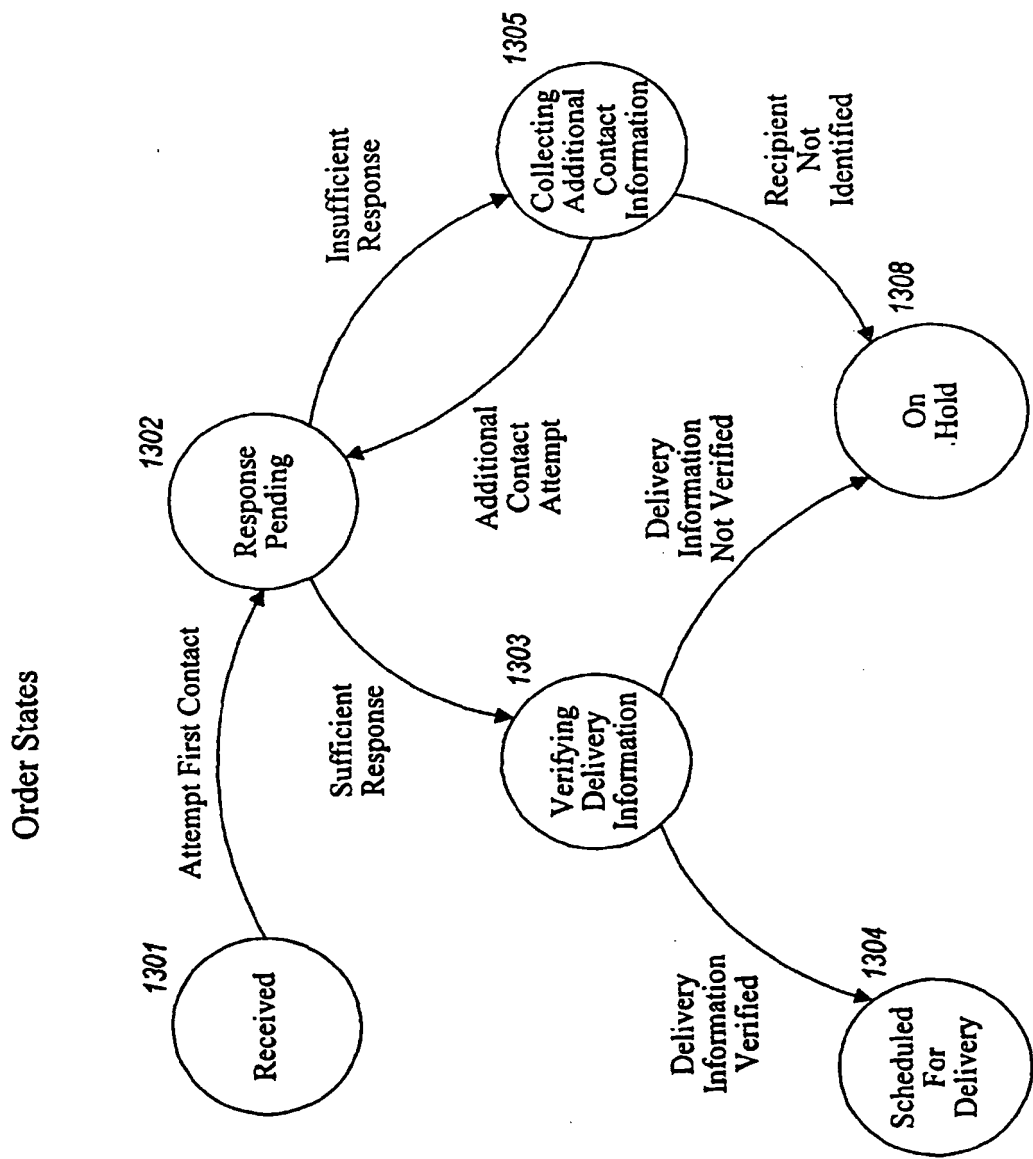 Order States
1301
Received
Attempt First Contact
1302
Response
Pending
Insufficient
Response
1305
Collecting
Additional
Contact
Information
Sufficient
Response
Additional
Contact
Attempt
Recipient
Not
Identified
1303
Verifying
Delivery
Information
Delivery
Information
Verified
Delivery
Information
Not Verified
1304
Scheduled
For
Delivery
1308
On
Hold